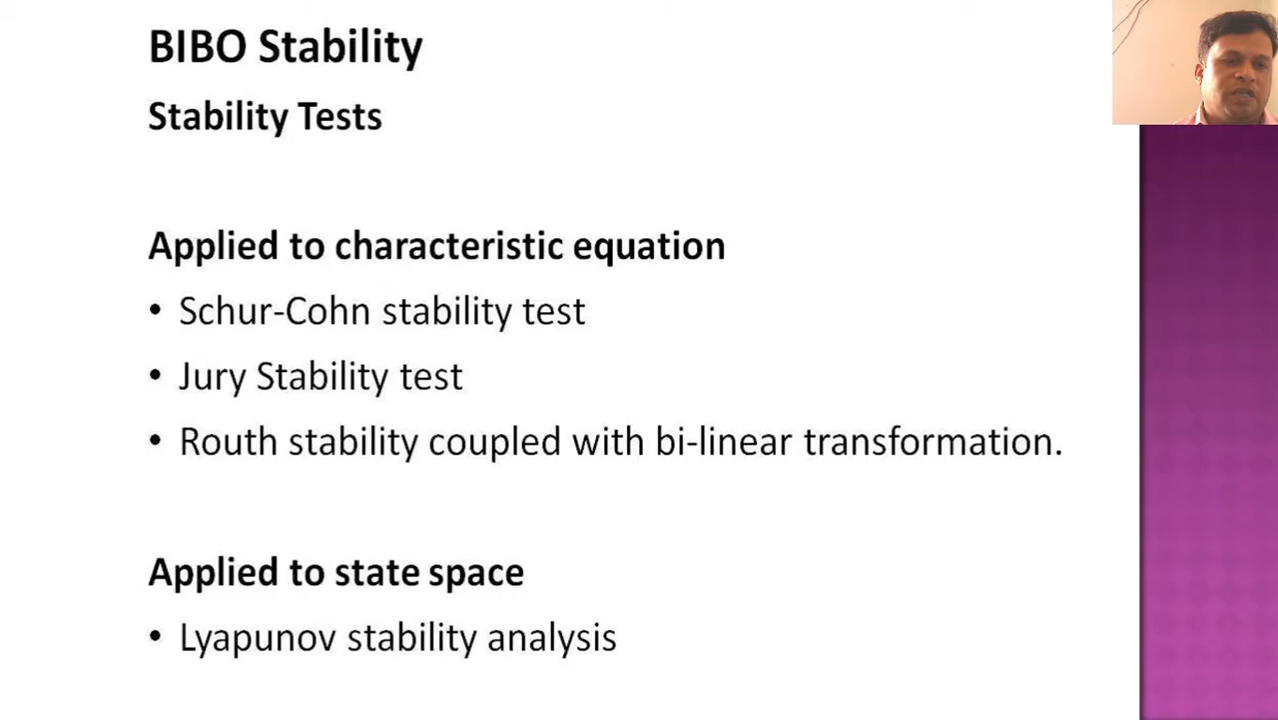 BIBO Stability
Stability Tests
Applied to characteristic equation
• Schur-Cohn stability test
• Jury Stability test
• Routh stability coupled with bi-linear transformation.
Applied to state space
• Lyapunov stability analysis